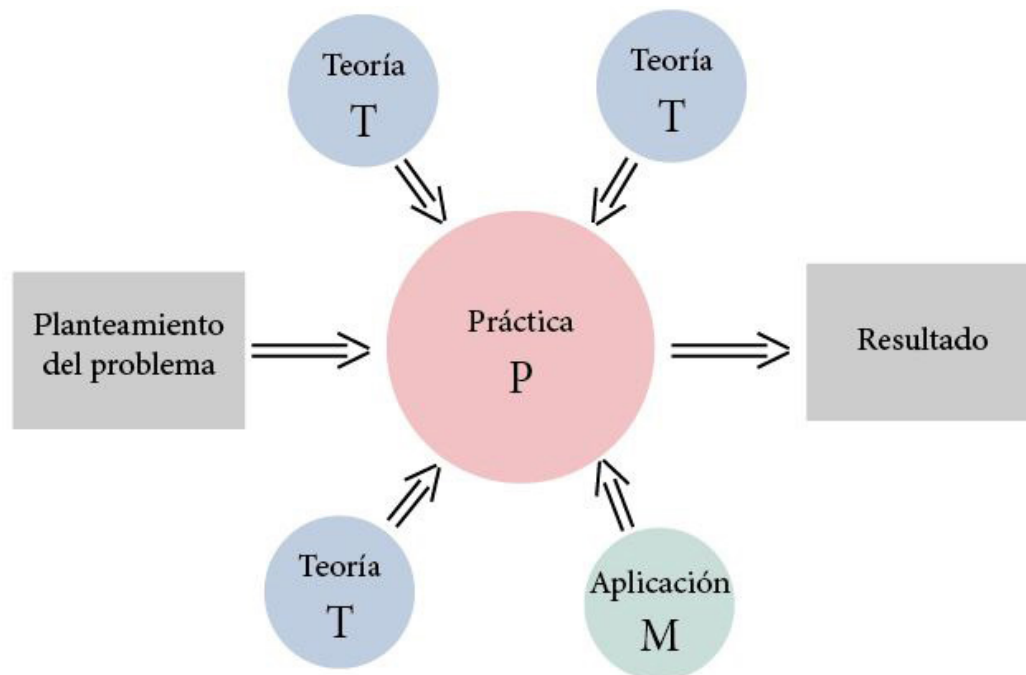 Teoría
T
Teoría
T
Planteamiento
del problema
Práctica
P
Resultado
Teoría
T
Aplicación
M